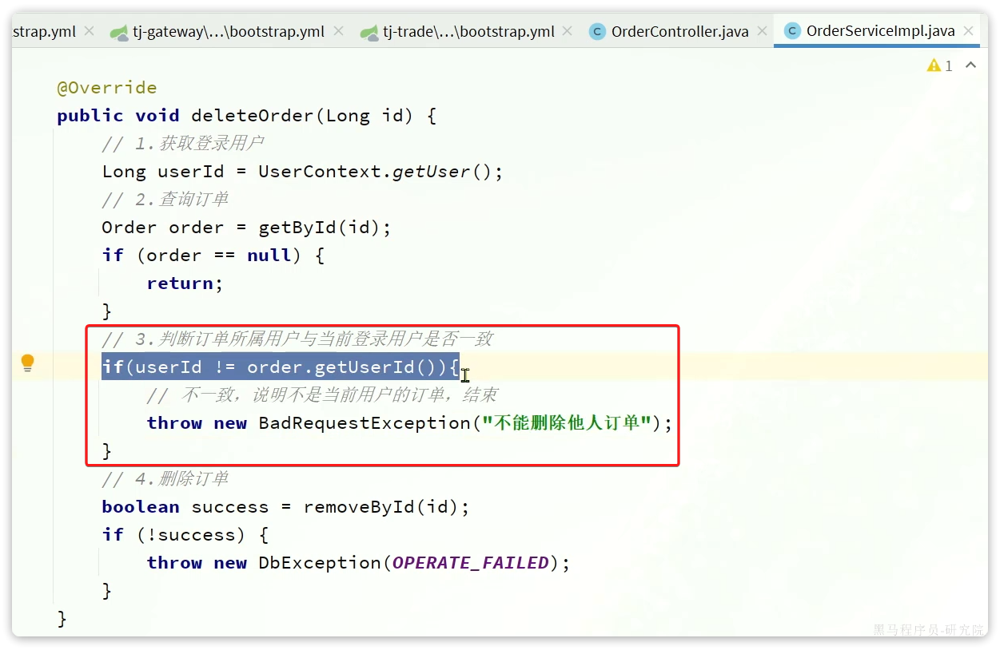 strap.yml tj-gateway\...\bootstrap.yml tj-trade\...\bootstrap.yml C OrderController.java C OrderServiceImpl.java
1
@Override
public void deleteOrder(Long id) {
// 1.获取登录用户
Long userId = UserContext.getUser();
// 2.查询订单
Order order = getById(id);
if (order == null) {
return;
}
// 3.判断订单所属用户与当前登录用户是否一致
if(userId != order.getUserId()){
// 不一致，说明不是当前用户的订单，结束
throw new BadRequestException("不能删除他人订单");
}
// 4.删除订单
boolean success = removeById(id);
if (!success) {
throw new DbException(OPERATE_FAILED);
}
}
黑马程序员-研究院